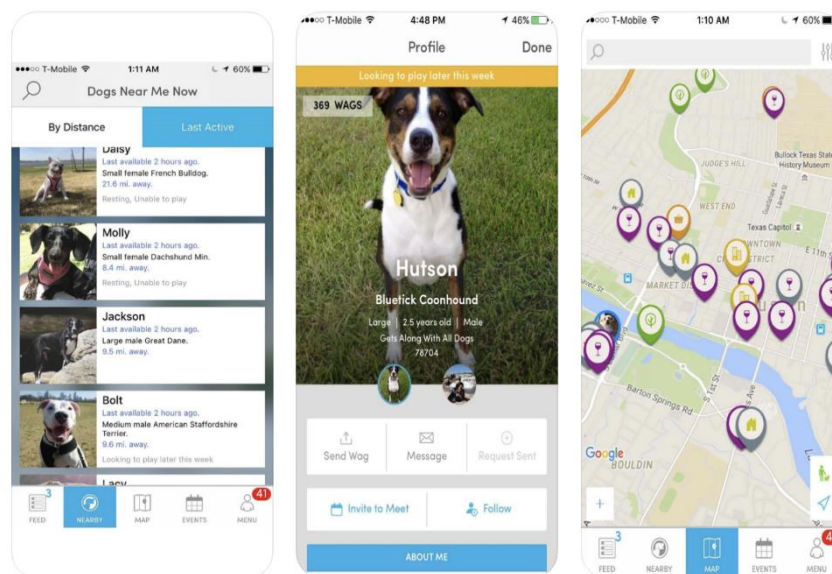 T-Mobile 1:11 AM 60%
Dogs Near Me Now
By Distance Last Active
Daisy
Last available 2 hours ago.
Small female French Bulldog.
21.6 mi. away.
Resting, Unable to play
Molly
Last available 2 hours ago.
Small female Dachshund Min.
8.4 mi. away.
Resting, Unable to play
Jackson
Large male Great Dane.
9.5 mi. away.
Bolt
Last available 2 hours ago.
Medium male American Staffordshire
Terrier.
9.6 mi. away.
Looking to play later this week
Lacy
3 41
FEED NEARBY MAP EVENTS MENU
T-Mobile 4:48 PM 46%
Profile Done
Looking to play later this week
369 WAGS
Hutson
Bluetick Coonhound
Large | 2.5 years old | Male
Gets Along With All Dogs
78704
Send Wag Message Request Sent
Invite to Meet Follow
ABOUT ME
T-Mobile 1:10 AM 60%
Bullock Texas State
History Museum
JUDGE'S HILL
WEST END
Texas Capitol
E 11th S
MARKET DI
Barton Springs Rd
S 1st St
Google
BOULDIN
+
3 4
FEED NEARBY MAP EVENTS MENU